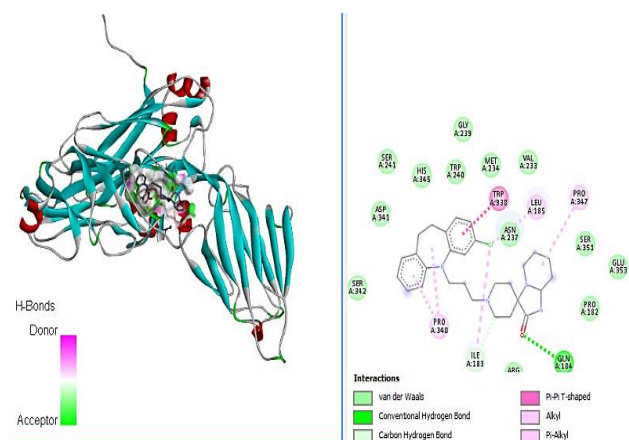 H-Bonds
Donor
Acceptor
GLY
A:239
SER
A:241
HIS
A:345
TRP
A:240
MET
A:234
VAL
A:233
ASP
A:341
TRP
A:338
LEU
A:185
PRO
A:347
ASN
A:237
SER
A:351
GLU
A:353
SER
A:342
PRO
A:182
PRO
A:340
ILE
A:183
ARG
GLN
A:184
Interactions
van der Waals
Conventional Hydrogen Bond
Carbon Hydrogen Bond
Pi-Pi T-shaped
Alkyl
Pi-Alkyl